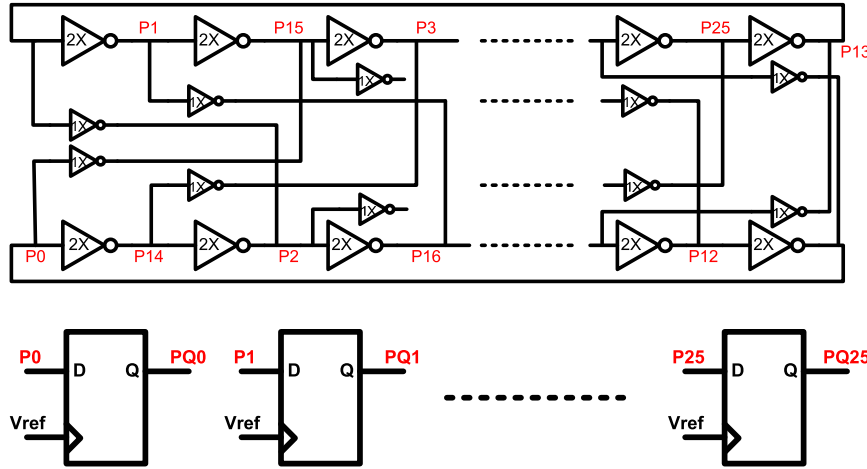 P1 P15 P3 P25
2X 2X 2X 2X 2X
P13
1X 1X
1X 1X
1X
1X
1X 1X
1X 1X
2X 2X 2X 2X 2X
P0 P14 P2 P16 P12
P0 PQ0 P1 PQ1 P25 PQ25
D Q D Q D Q
Vref Vref Vref